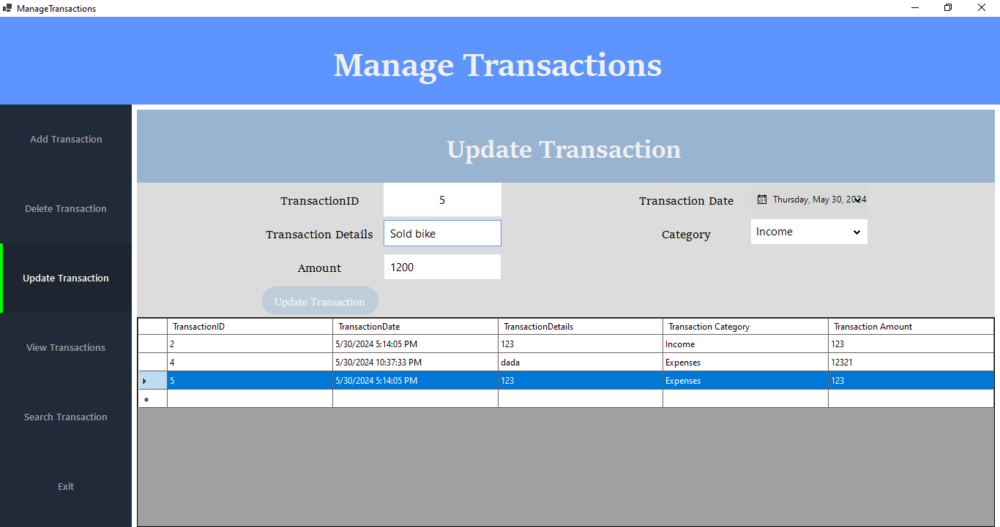 ManageTransactions
Manage Transactions
Add Transaction
Delete Transaction
Update Transaction
View Transactions
Search Transaction
Exit
Update Transaction
TransactionID 5 Transaction Date Thursday, May 30, 2024
Transaction Details Sold bike Category Income
Amount 1200
Update Transaction
TransactionID TransactionDate TransactionDetails Transaction Category Transaction Amount
2 5/30/2024 5:14:05 PM 123 Income 123
4 5/30/2024 10:37:33 PM dada Expenses 12321
5 5/30/2024 5:14:05 PM 123 Expenses 123